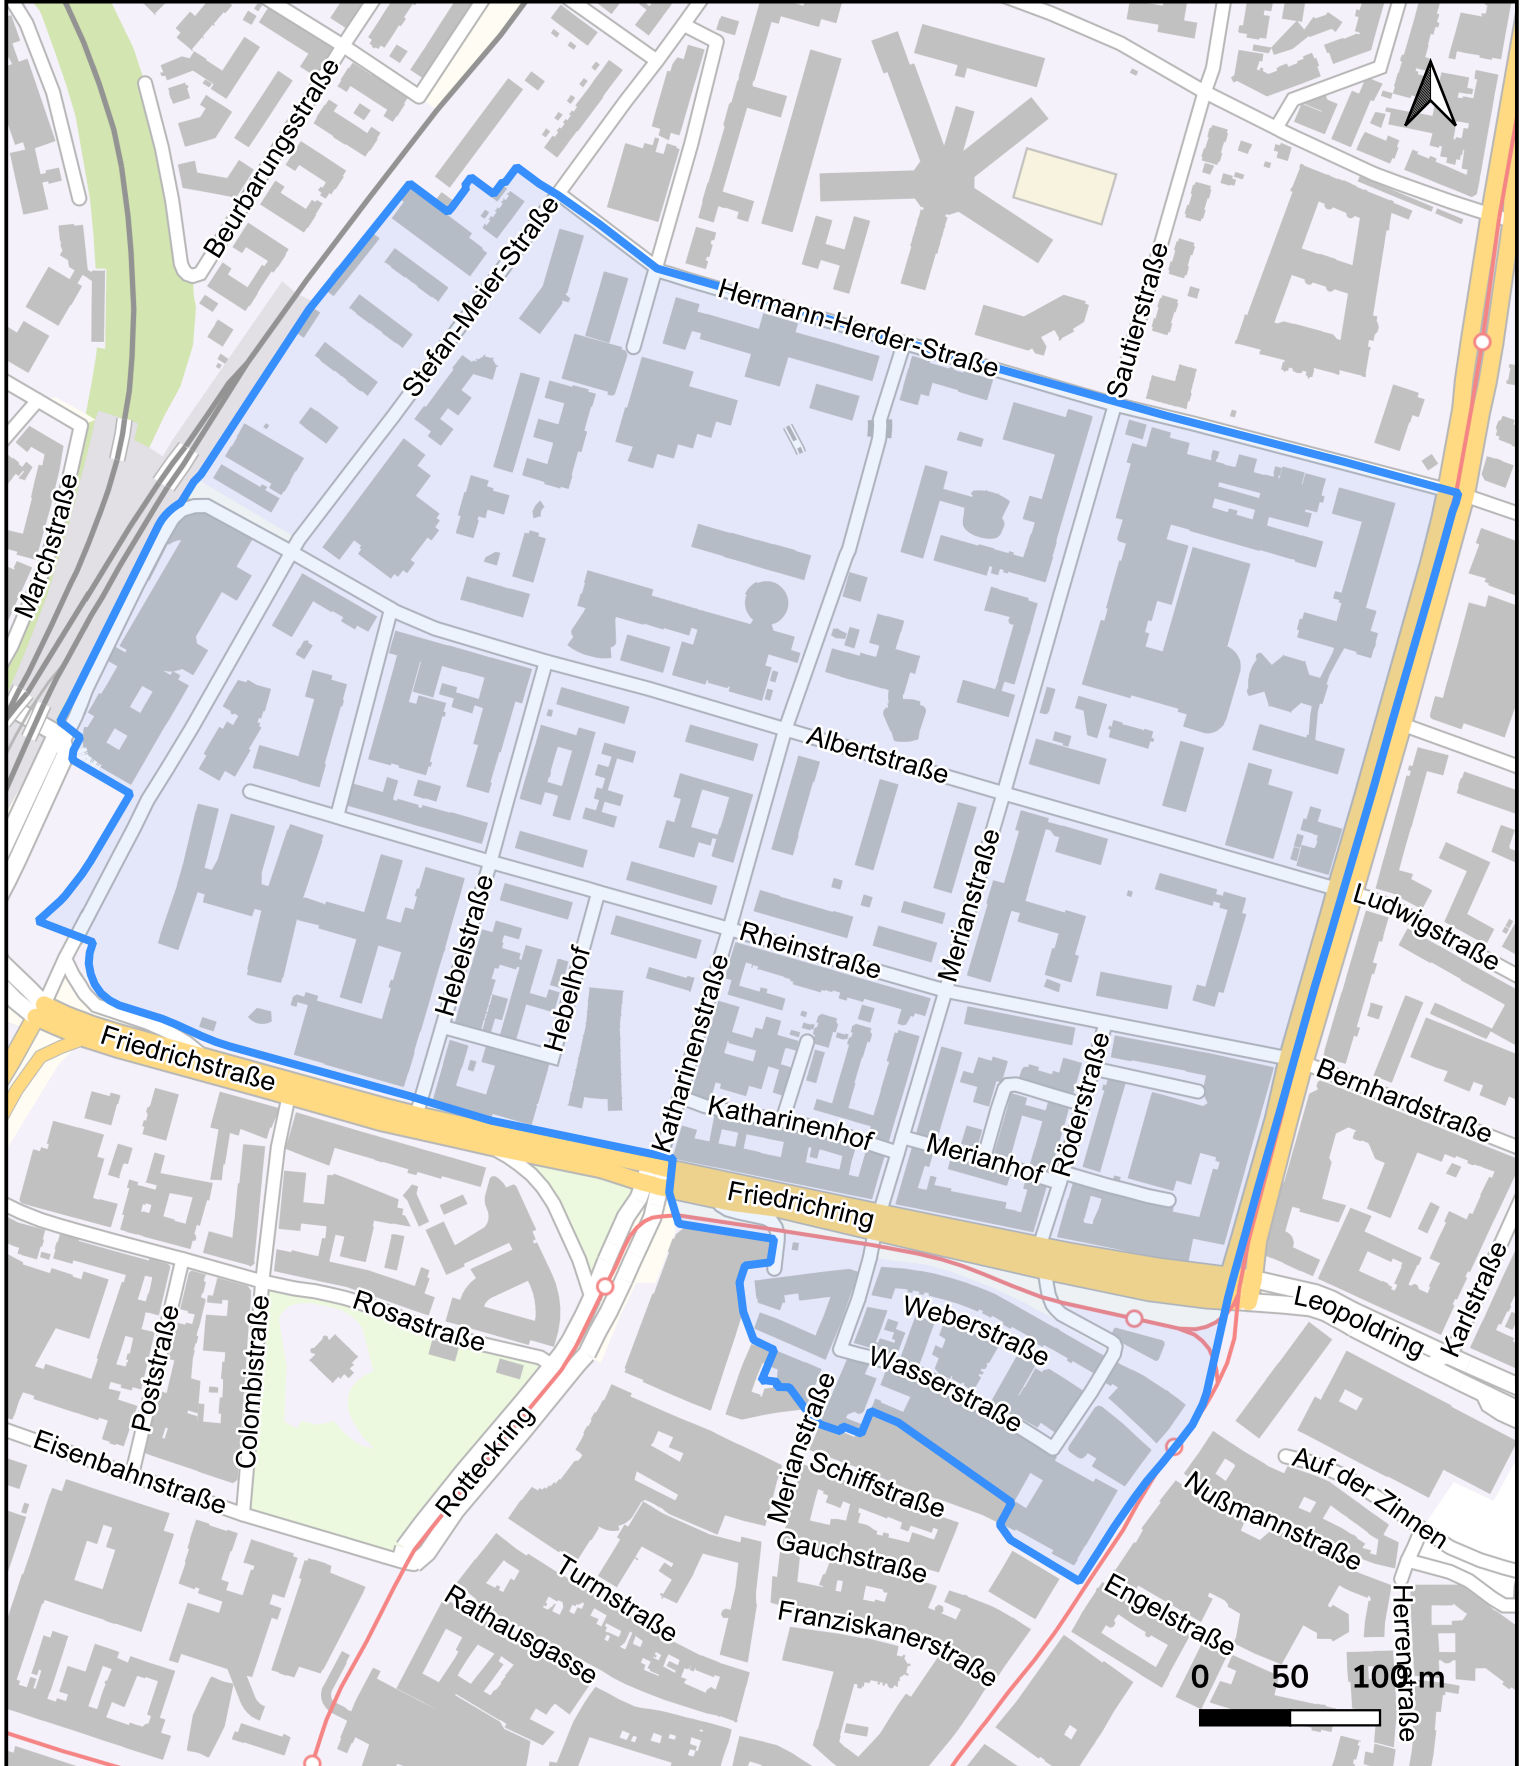 Beurbarungsstraße
Stefan-Meier-Straße
Hermann-Herder-Straße
Sautierstraße
Marchstraße
Albertstraße
Merianstraße
Ludwigstraße
Hebelstraße
Rheinstraße
Hebelhof
Katharinenstraße
Friedrichstraße
Röderstraße
Bernhardstraße
Katharinenhof
Merianhof
Friedrichring
Karlstraße
Leopoldring
Rosastraße
Weberstraße
Poststraße
Colombistraße
Wasserstraße
Merianstraße
Rotteckring
Eisenbahnstraße
Schiffstraße
Auf der Zinnen
Nußmannstraße
Gauchstraße
Turmstraße
Rathausgasse
Franziskanerstraße
Engelstraße
Herrenstraße
0 50 100 m